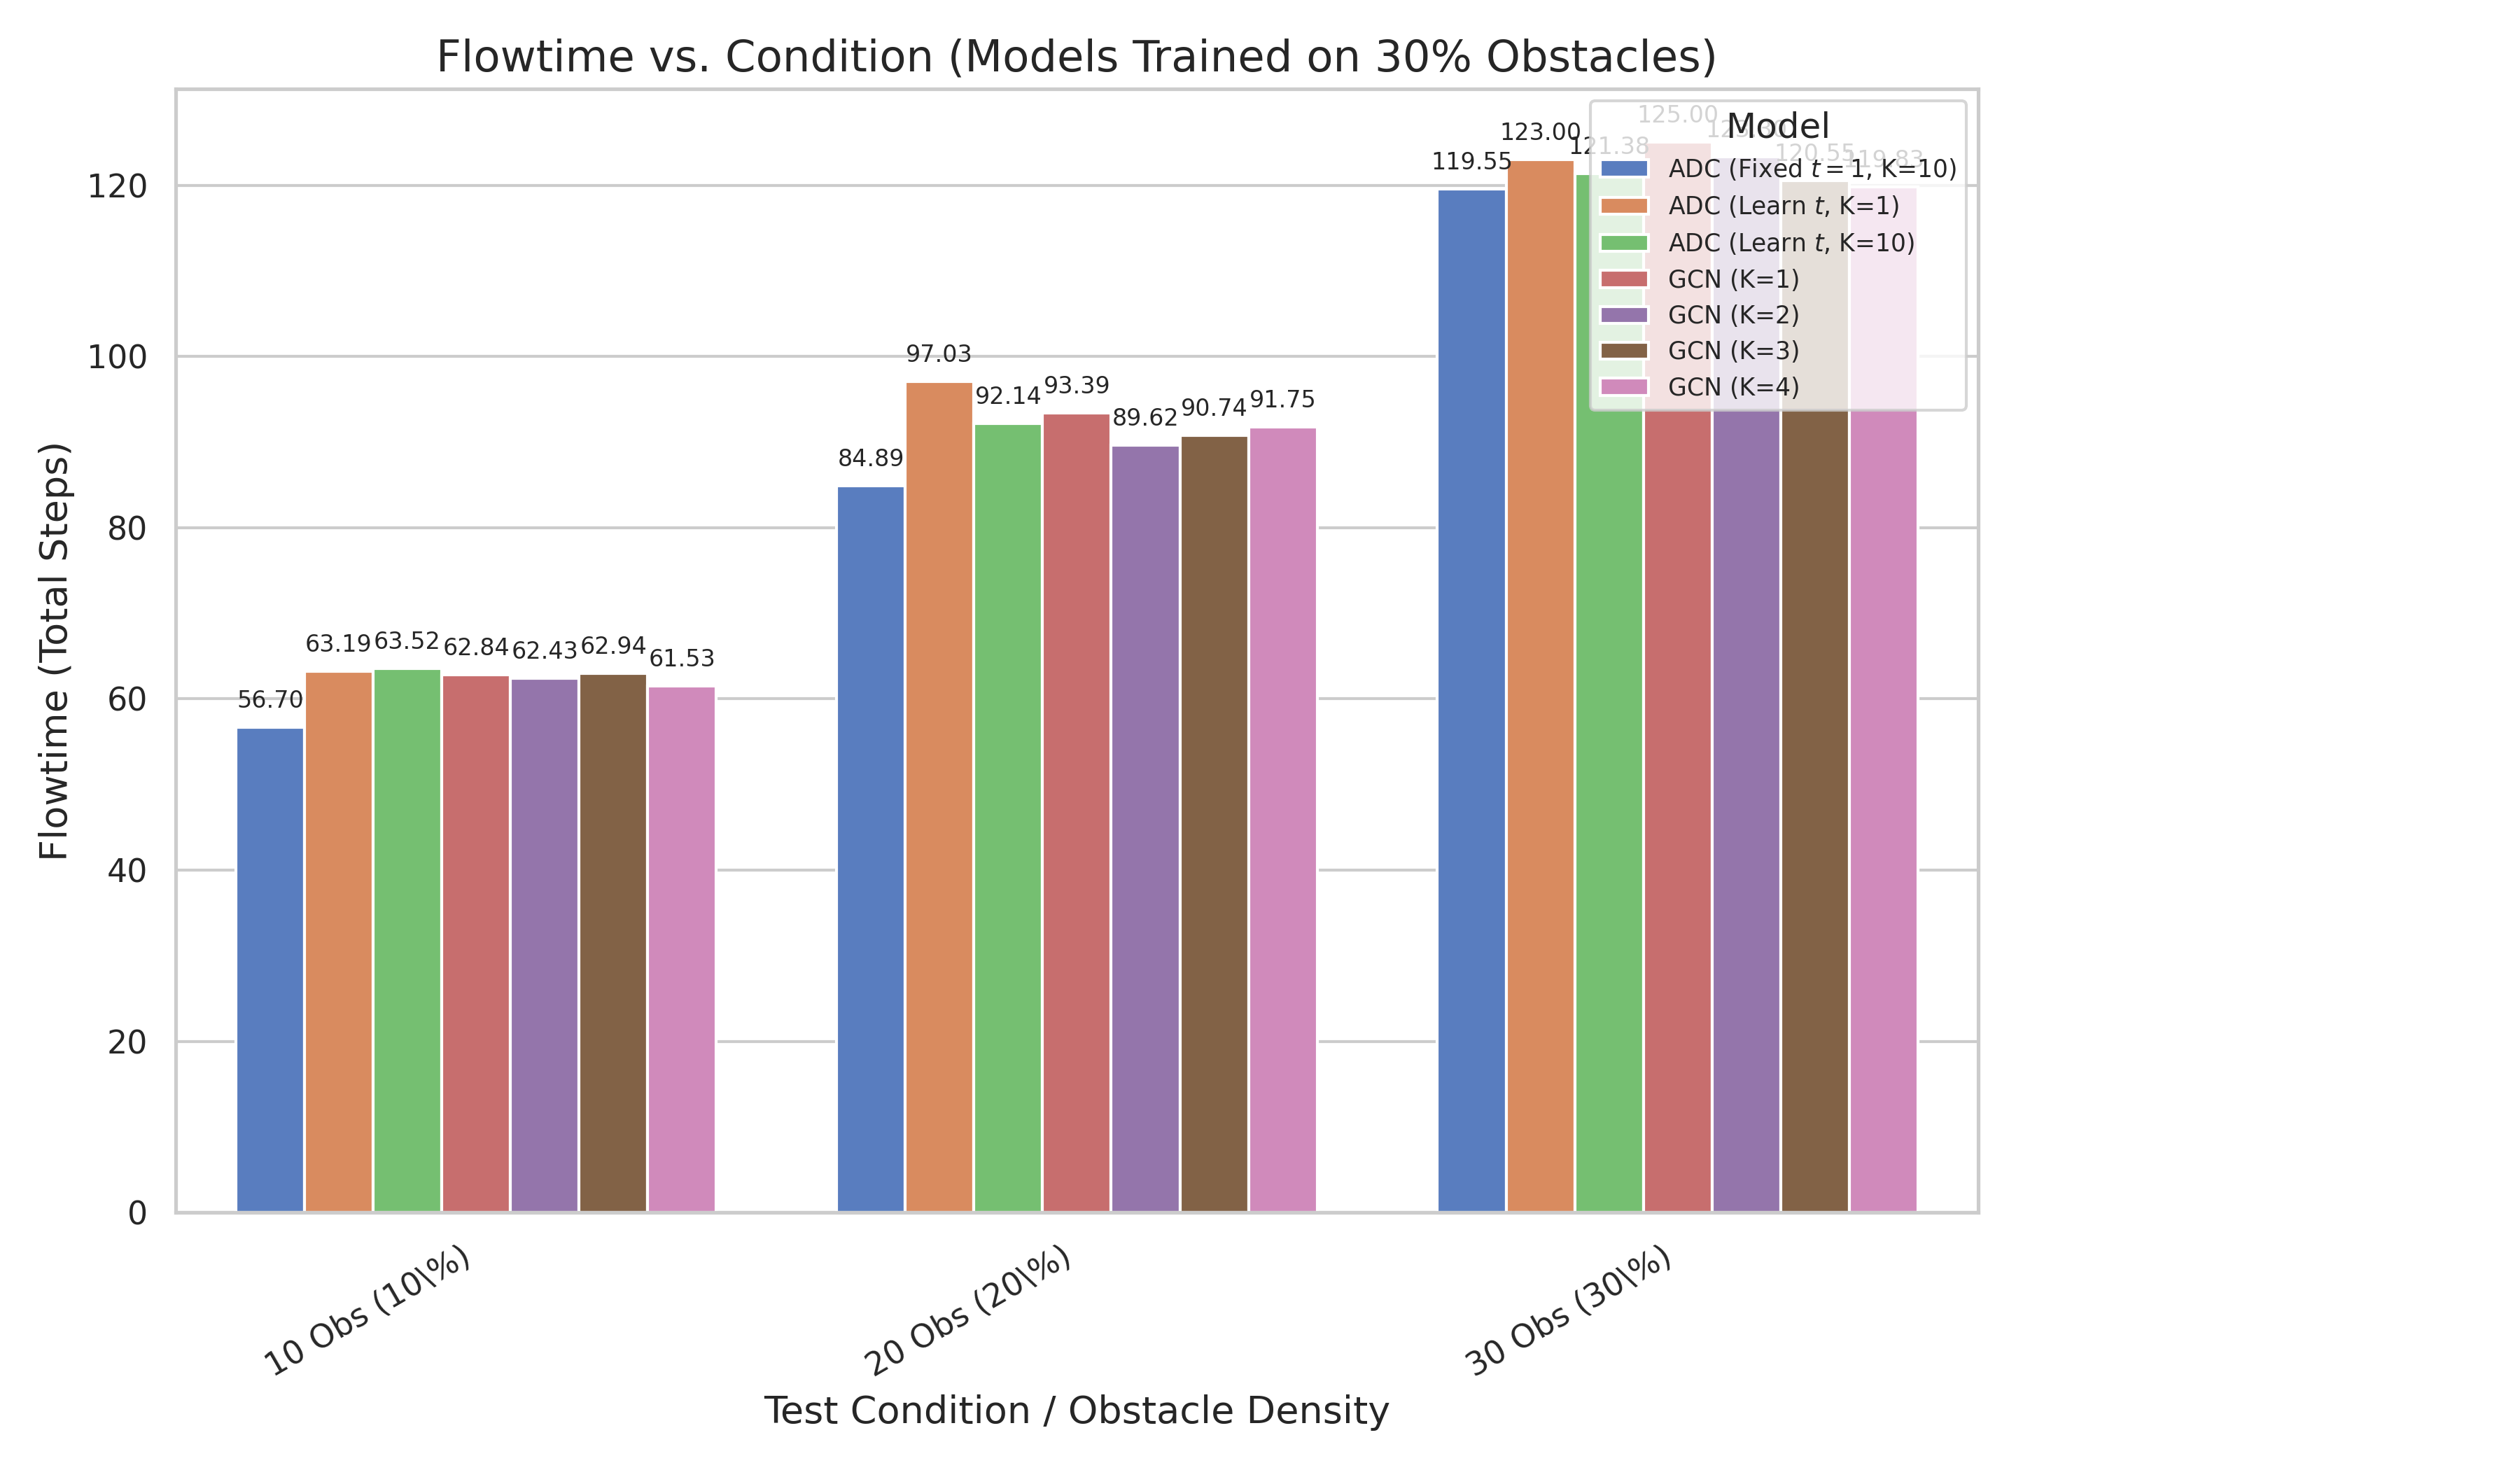 Flowtime vs. Condition (Models Trained on 30% Obstacles)
Flowtime (Total Steps)
120
100
80
60
40
20
0
56.70
63.19
63.52
62.84
62.43
62.94
61.53
84.89
97.03
92.14
93.39
89.62
90.74
91.75
119.55
123.00
121.38
125.00
120.55
119.83
Model
ADC (Fixed t = 1, K=10)
ADC (Learn t, K=1)
ADC (Learn t, K=10)
GCN (K=1)
GCN (K=2)
GCN (K=3)
GCN (K=4)
10 Obs (10\%)
20 Obs (20\%)
30 Obs (30\%)
Test Condition / Obstacle Density